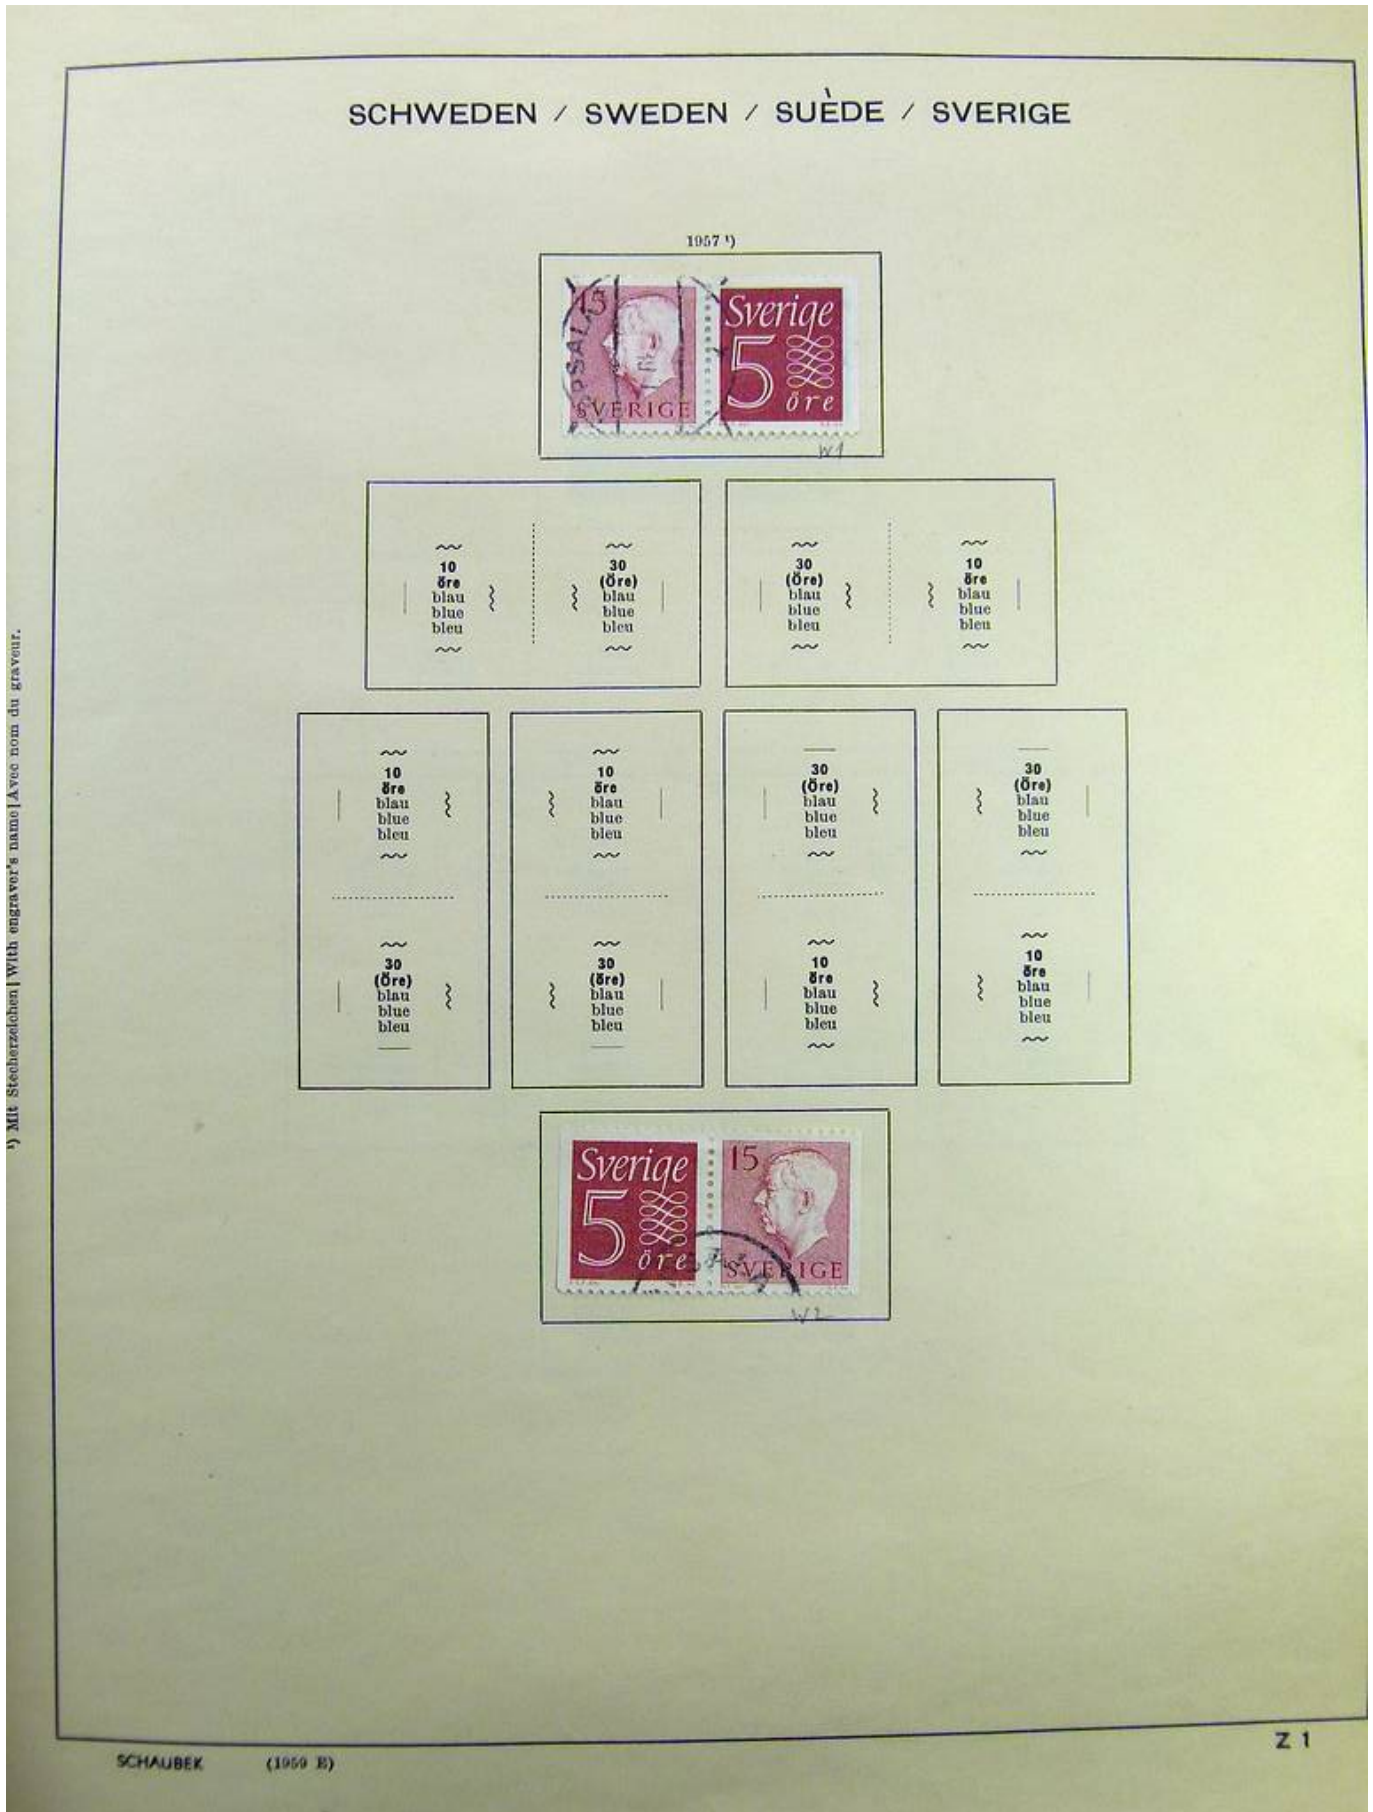 SCHWEDEN / SWEDEN / SUÈDE / SVERIGE
1957 ¹)
15
SVERIGE
Sverige
5
öre
W1
10
öre
blau
blue
bleu
30
(Öre)
blau
blue
bleu
30
(Öre)
blau
blue
bleu
10
öre
blau
blue
bleu
10
öre
blau
blue
bleu
30
(Öre)
blau
blue
bleu
10
öre
blau
blue
bleu
30
(öre)
blau
blue
bleu
30
(Öre)
blau
blue
bleu
10
öre
blau
blue
bleu
30
(Öre)
blau
blue
bleu
10
öre
blau
blue
bleu
Sverige
5
öre
15
SVERIGE
W2
¹) Mit Stecherzeichen | With engraver's name | Avec nom du graveur.
SCHAUBEK (1959 E)
Z 1